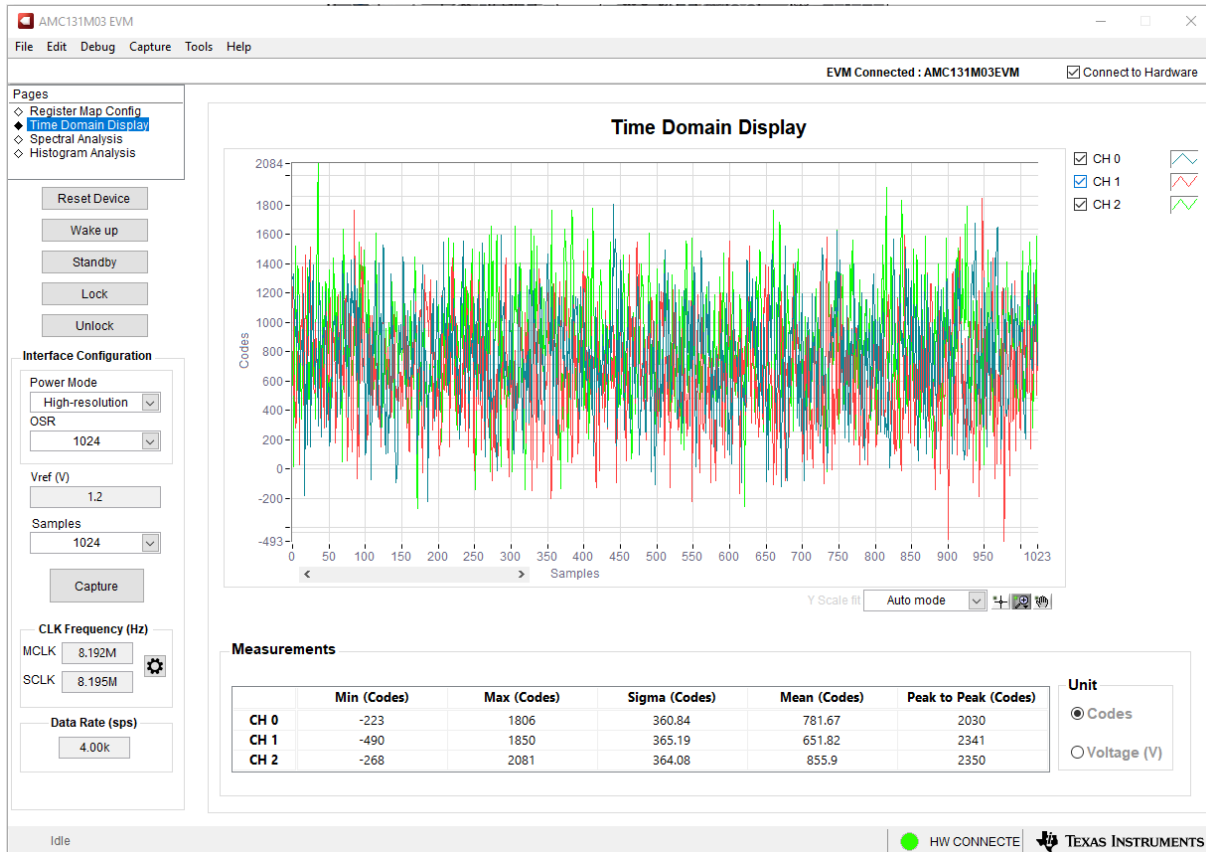 AMC131M03 EVM
File Edit Debug Capture Tools Help
EVM Connected : AMC131M03EVM Connect to Hardware
Pages
Register Map Config
Time Domain Display
Spectral Analysis
Histogram Analysis
Reset Device
Wake up
Standby
Lock
Unlock
Interface Configuration
Power Mode
High-resolution
OSR
1024
Vref (V)
1.2
Samples
1024
Capture
CLK Frequency (Hz)
MCLK 8.192M
SCLK 8.195M
Data Rate (sps)
4.00k
Time Domain Display
2084
1800
1600
1400
1200
1000
800
600
400
200
0
-200
-493
Codes
0 50 100 150 200 250 300 350 400 450 500 550 600 650 700 750 800 850 900 950 1023
Samples
CH 0
CH 1
CH 2
Y Scale fit Auto mode
Measurements
Min (Codes) Max (Codes) Sigma (Codes) Mean (Codes) Peak to Peak (Codes)
CH 0 -223 1806 360.84 781.67 2030
CH 1 -490 1850 365.19 651.82 2341
CH 2 -268 2081 364.08 855.9 2350
Unit
Codes
Voltage (V)
Idle
HW CONNECTE TEXAS INSTRUMENTS